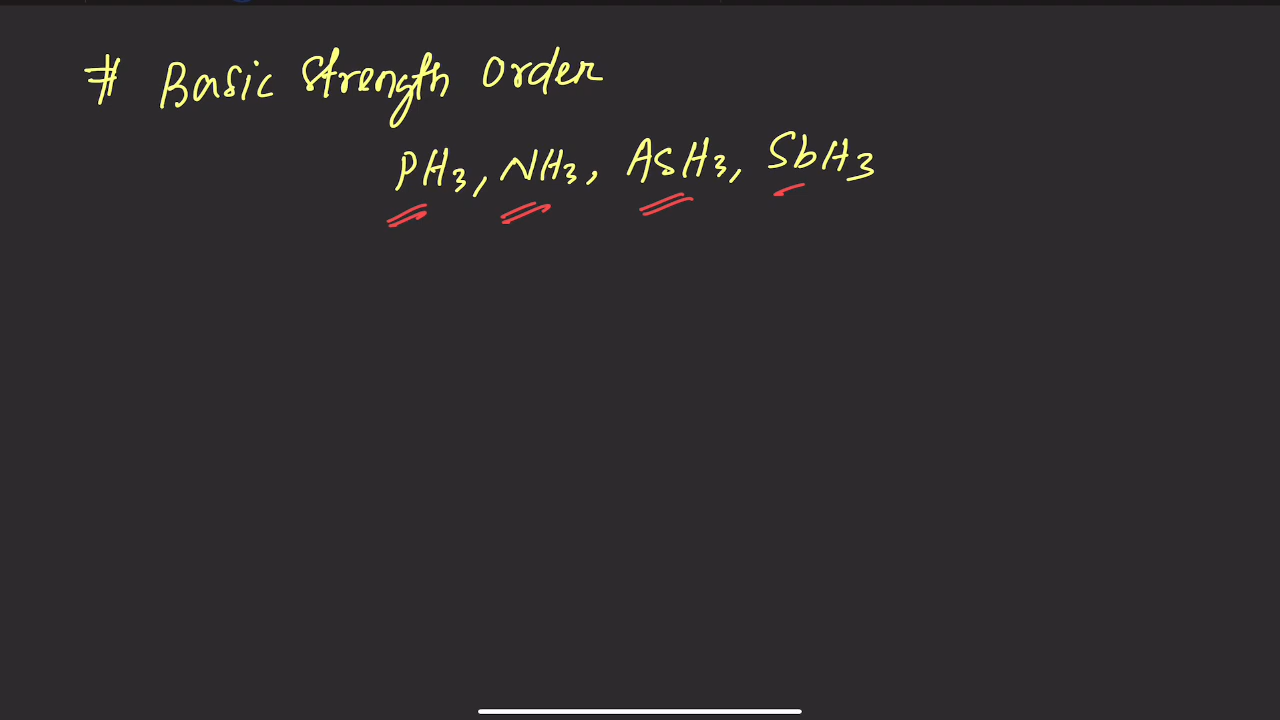 # Basic Strength Order
PH3, NH3, AsH3, SbH3